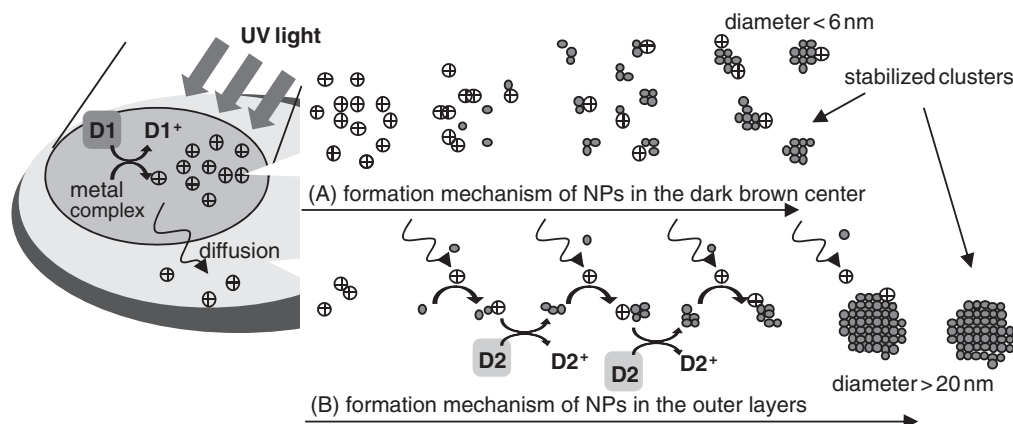 UV light
D1
D1+
metal
complex
diffusion
diameter < 6 nm
stabilized clusters
(A) formation mechanism of NPs in the dark brown center
D2
D2+
D2
D2+
diameter > 20 nm
(B) formation mechanism of NPs in the outer layers